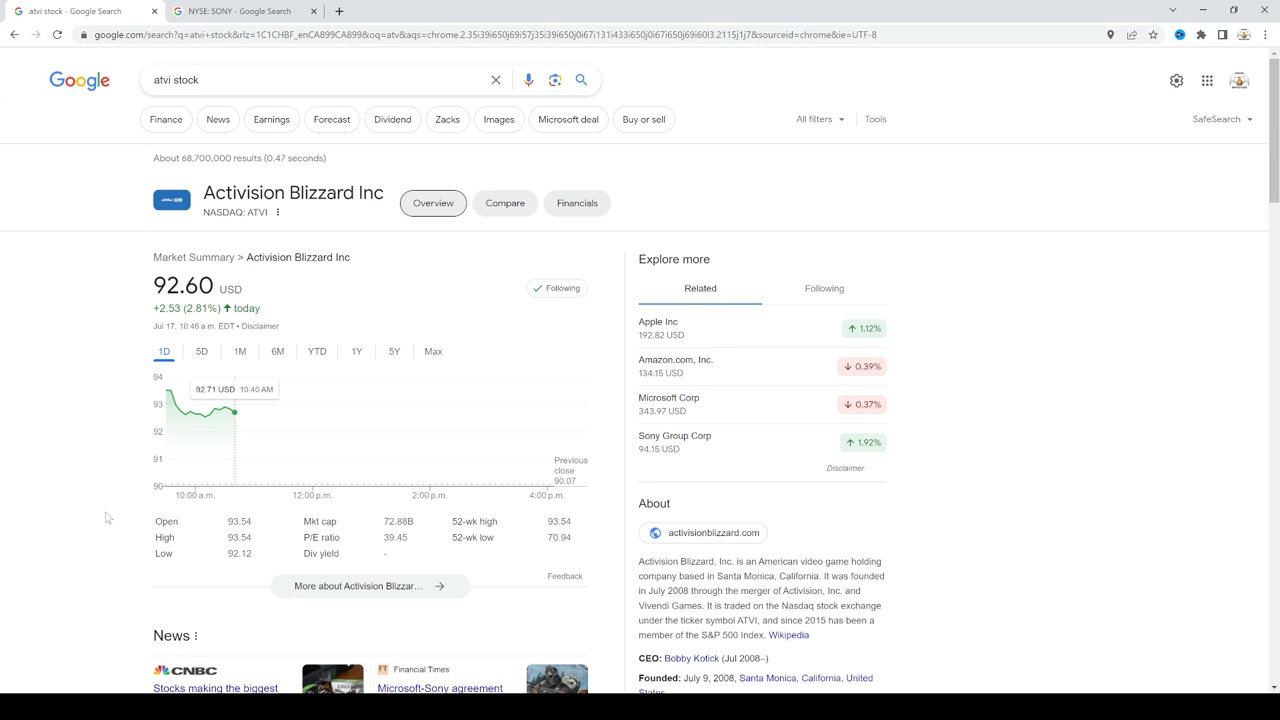 atvi stock - Google Search
NYSE: SONY - Google Search
google.com/search?q=atvi+stock&rlz=1C1CHBF_enCA899CA899&oq=atv&aqs=chrome.2.35i39i650j69i57j35i39i650j0i67i131i433i650j0i67i650j69i60l3.2115j1j7&sourceid=chrome&ie=UTF-8
Google
atvi stock
Finance
News
Earnings
Forecast
Dividend
Zacks
Images
Microsoft deal
Buy or sell
All filters
Tools
SafeSearch
About 68,700,000 results (0.47 seconds)
Activision Blizzard Inc
NASDAQ: ATVI
Overview
Compare
Financials
Market Summary > Activision Blizzard Inc
92.60 USD
Following
+2.53 (2.81%) ↑ today
Jul 17, 10:46 a.m. EDT • Disclaimer
1D 5D 1M 6M YTD 1Y 5Y Max
94
92.71 USD 10:40 AM
93
92
91
90
Previous
close
90.07
10:00 a.m. 12:00 p.m. 2:00 p.m. 4:00 p.m.
Open 93.54 Mkt cap 72.88B 52-wk high 93.54
High 93.54 P/E ratio 39.45 52-wk low 70.94
Low 92.12 Div yield -
Feedback
More about Activision Blizzar… →
News
CNBC
Stocks making the biggest
FT Financial Times
Microsoft-Sony agreement
Explore more
Related Following
Apple Inc
192.82 USD
↑ 1.12%
Amazon.com, Inc.
134.15 USD
↓ 0.39%
Microsoft Corp
343.97 USD
↓ 0.37%
Sony Group Corp
94.15 USD
↑ 1.92%
Disclaimer
About
activisionblizzard.com
Activision Blizzard, Inc. is an American video game holding
company based in Santa Monica, California. It was founded
in July 2008 through the merger of Activision, Inc. and
Vivendi Games. It is traded on the Nasdaq stock exchange
under the ticker symbol ATVI, and since 2015 has been a
member of the S&P 500 Index. Wikipedia
CEO: Bobby Kotick (Jul 2008–)
Founded: July 9, 2008, Santa Monica, California, United
States